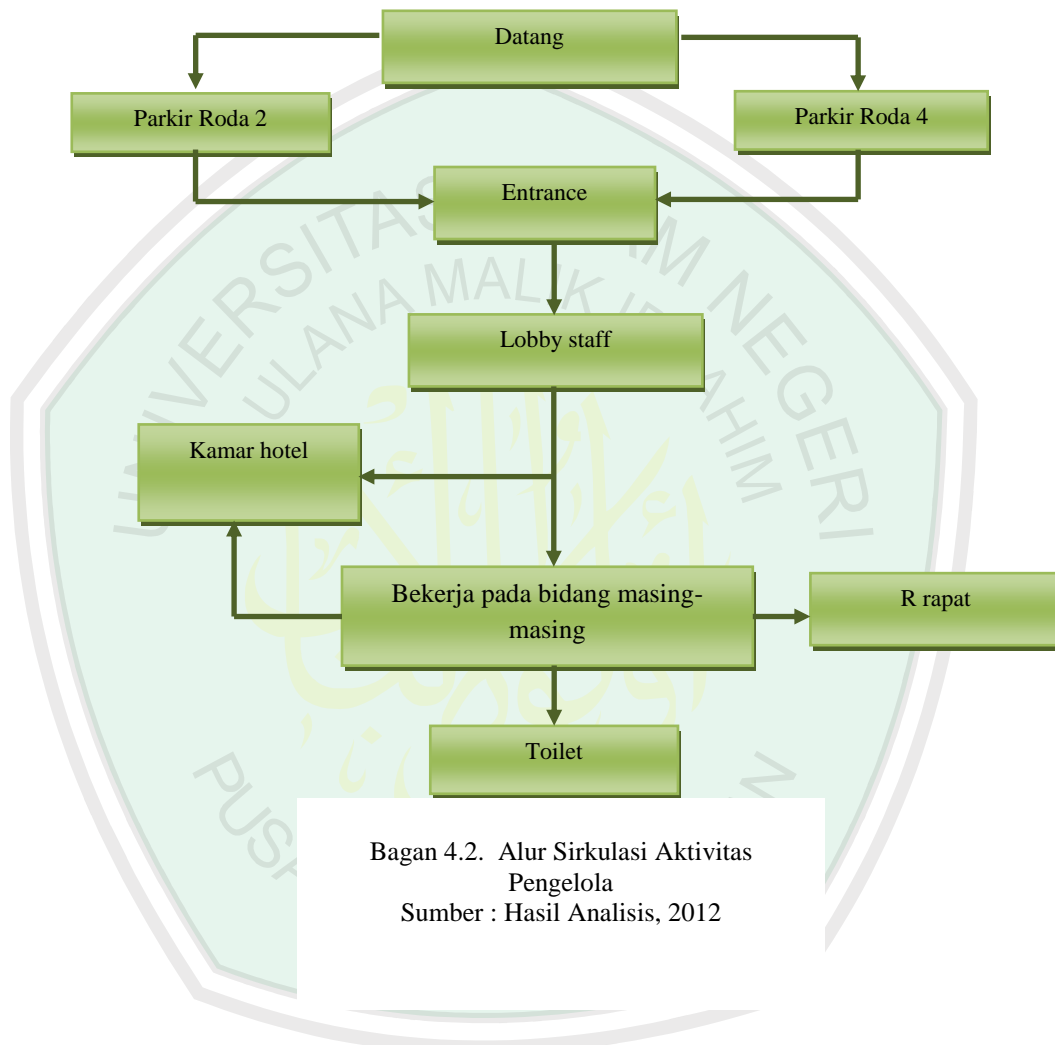 Datang
Parkir Roda 2
Parkir Roda 4
Entrance
Lobby staff
Kamar hotel
Bekerja pada bidang masing-
masing
R rapat
Toilet
Bagan 4.2. Alur Sirkulasi Aktivitas
Pengelola
Sumber : Hasil Analisis, 2012